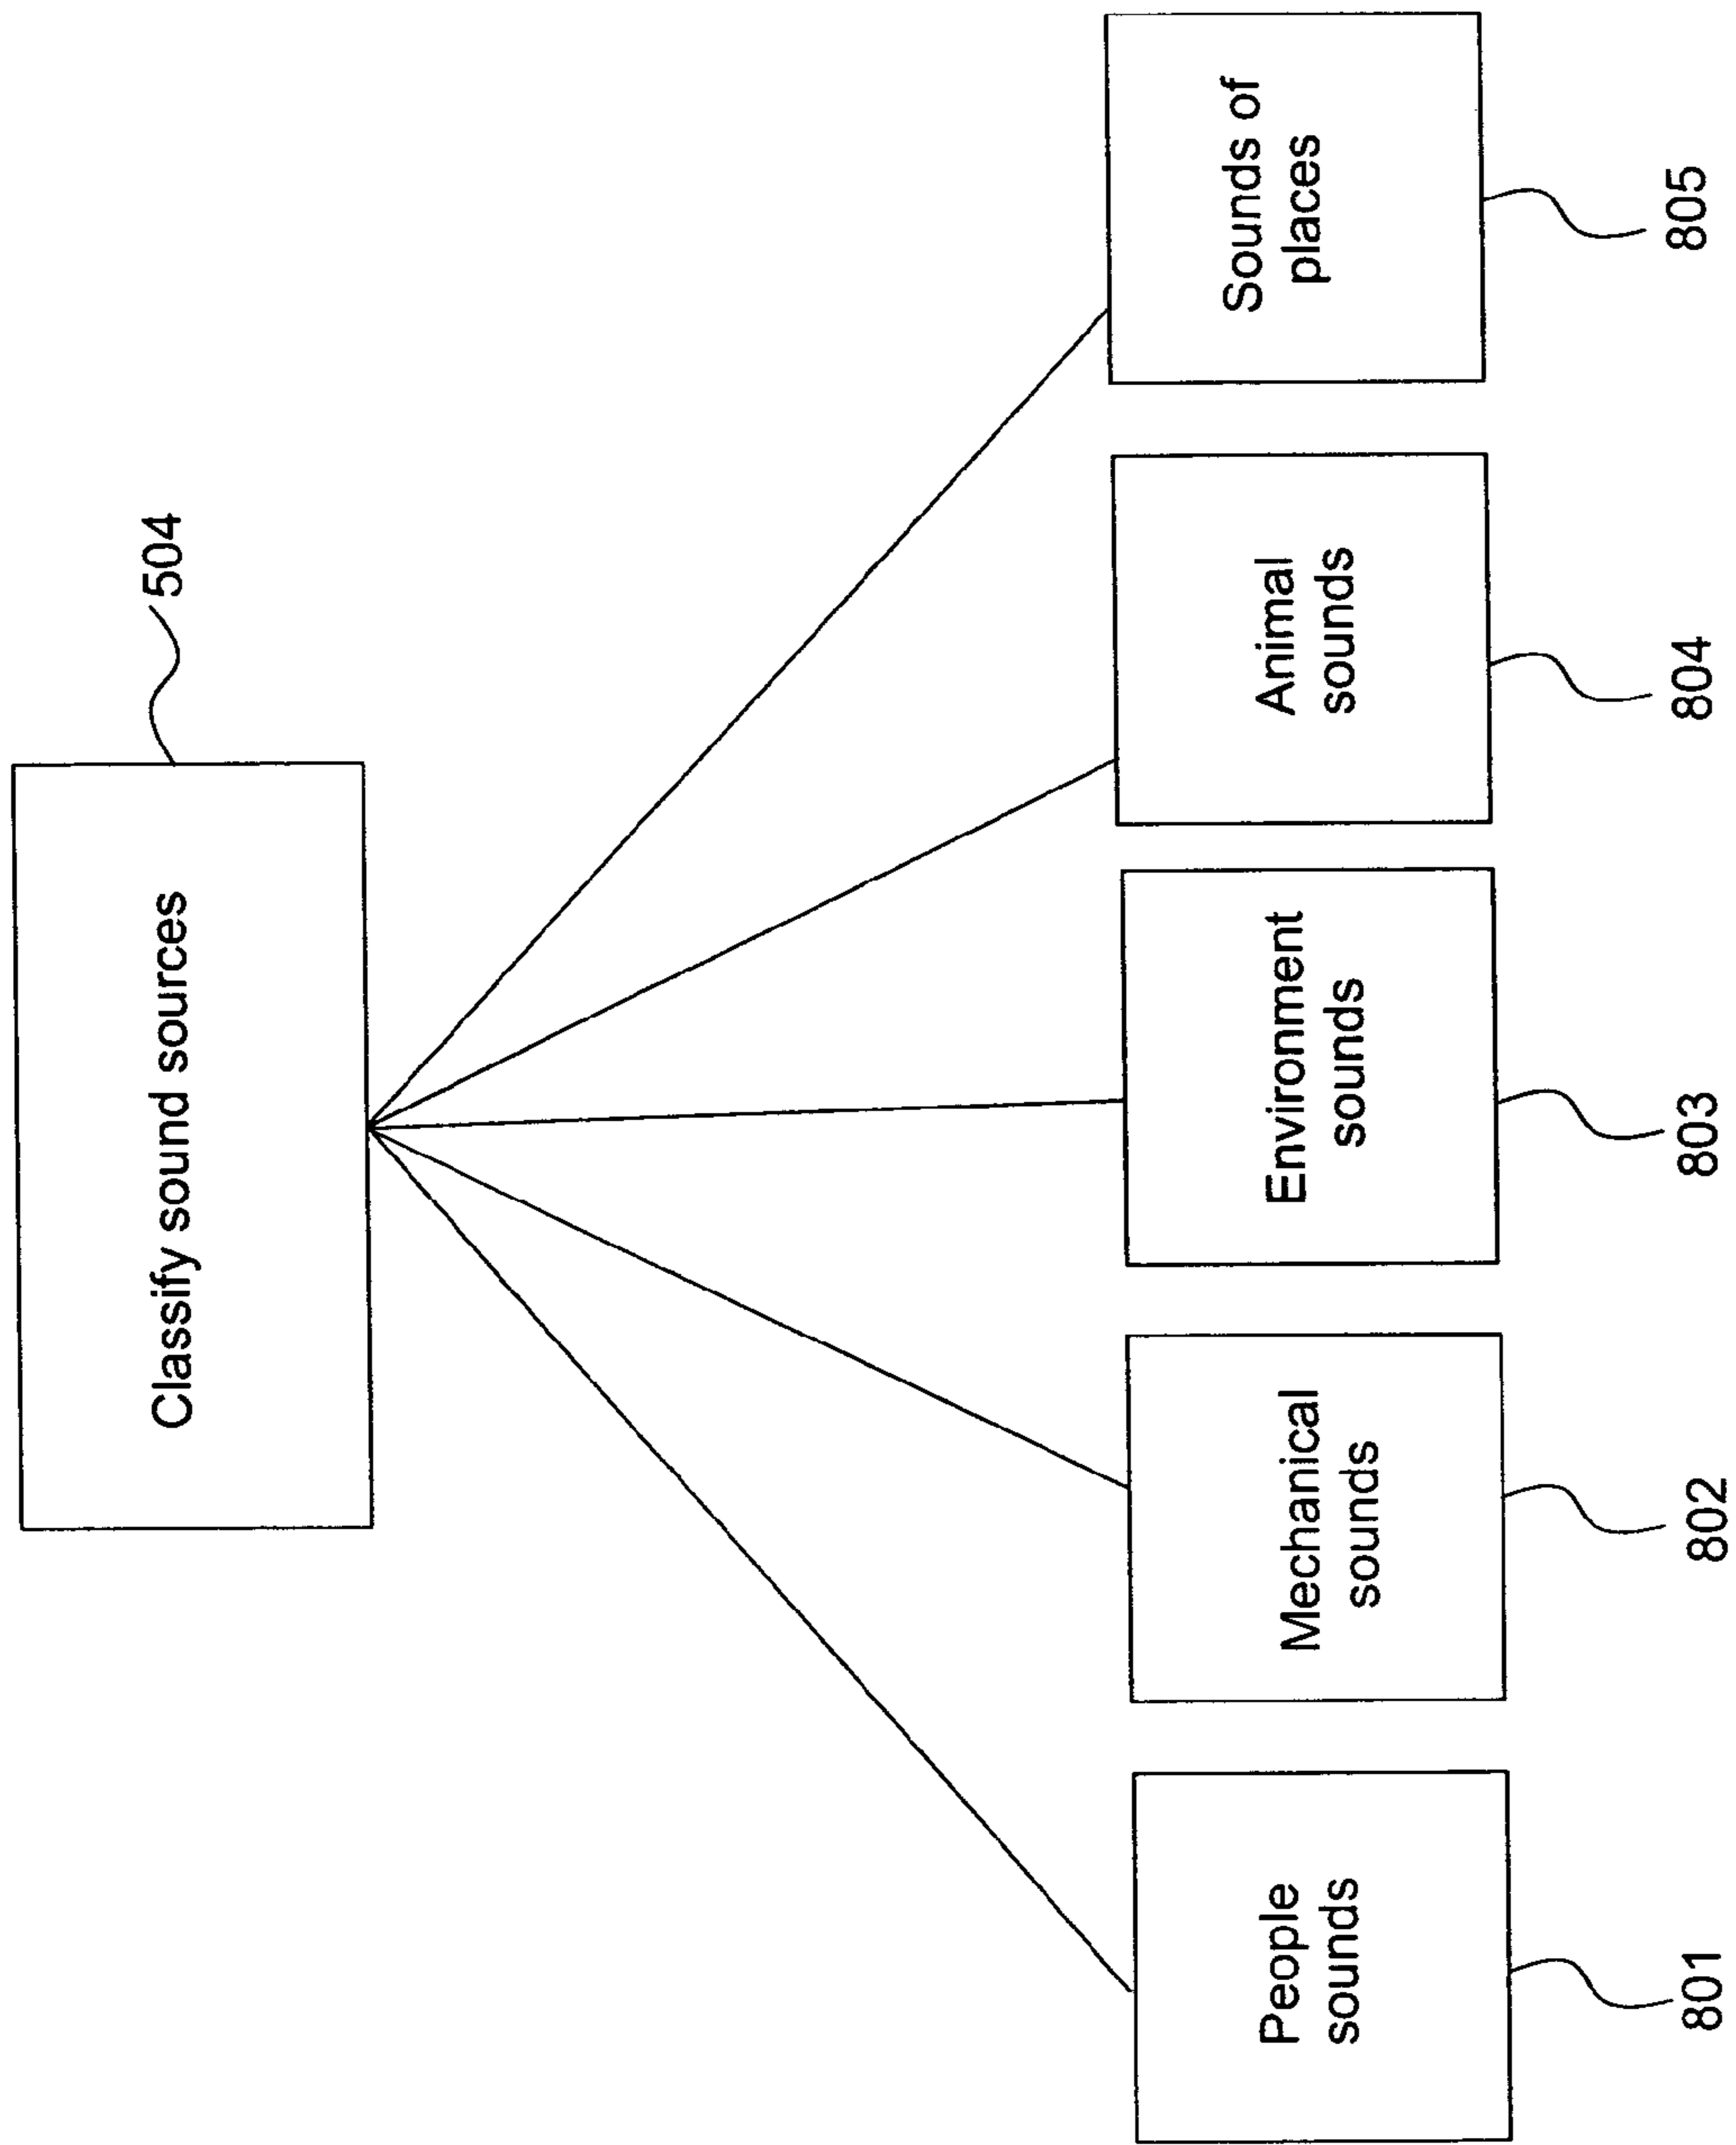 Classify sound sources
504
People
sounds
801
Mechanical
sounds
802
Environment
sounds
803
Animal
sounds
804
Sounds of
places
805